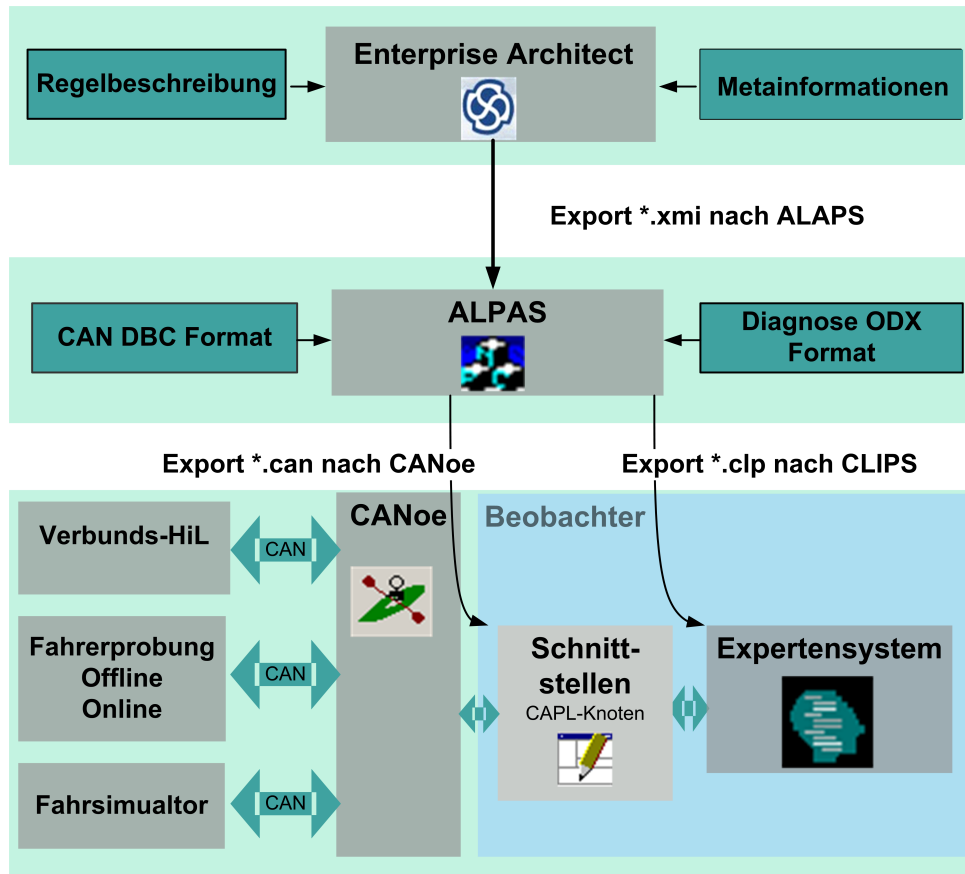 Enterprise Architect
Regelbeschreibung
Metainformationen
Export *.xmi nach ALAPS
ALPAS
CAN DBC Format
Diagnose ODX
Format
Export *.can nach CANoe
Export *.clp nach CLIPS
CANoe
Beobachter
Verbunds-HiL
CAN
Fahrerprobung
Offline
Online
CAN
Schnitt-
stellen
CAPL-Knoten
Expertensystem
Fahrsimualtor
CAN